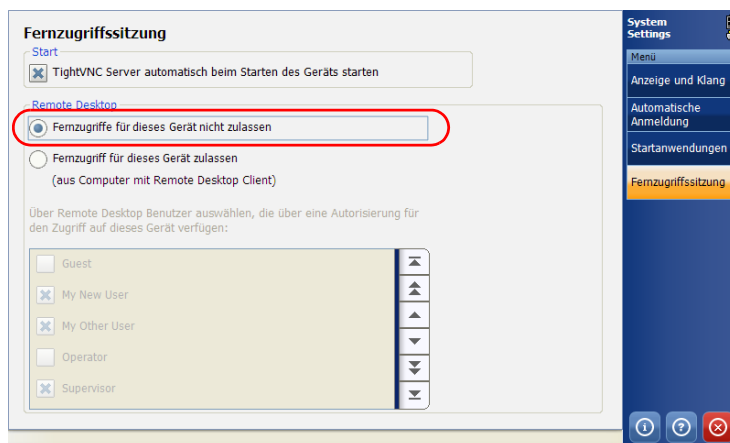 Fernzugriffssitzung
Start
TightVNC Server automatisch beim Starten des Geräts starten
Remote Desktop
Fernzugriffe für dieses Gerät nicht zulassen
Fernzugriff für dieses Gerät zulassen
(aus Computer mit Remote Desktop Client)
Über Remote Desktop Benutzer auswählen, die über eine Autorisierung für
den Zugriff auf dieses Gerät verfügen:
Guest
My New User
My Other User
Operator
Supervisor
System
Settings
Menü
Anzeige und Klang
Automatische
Anmeldung
Startanwendungen
Fernzugriffssitzung